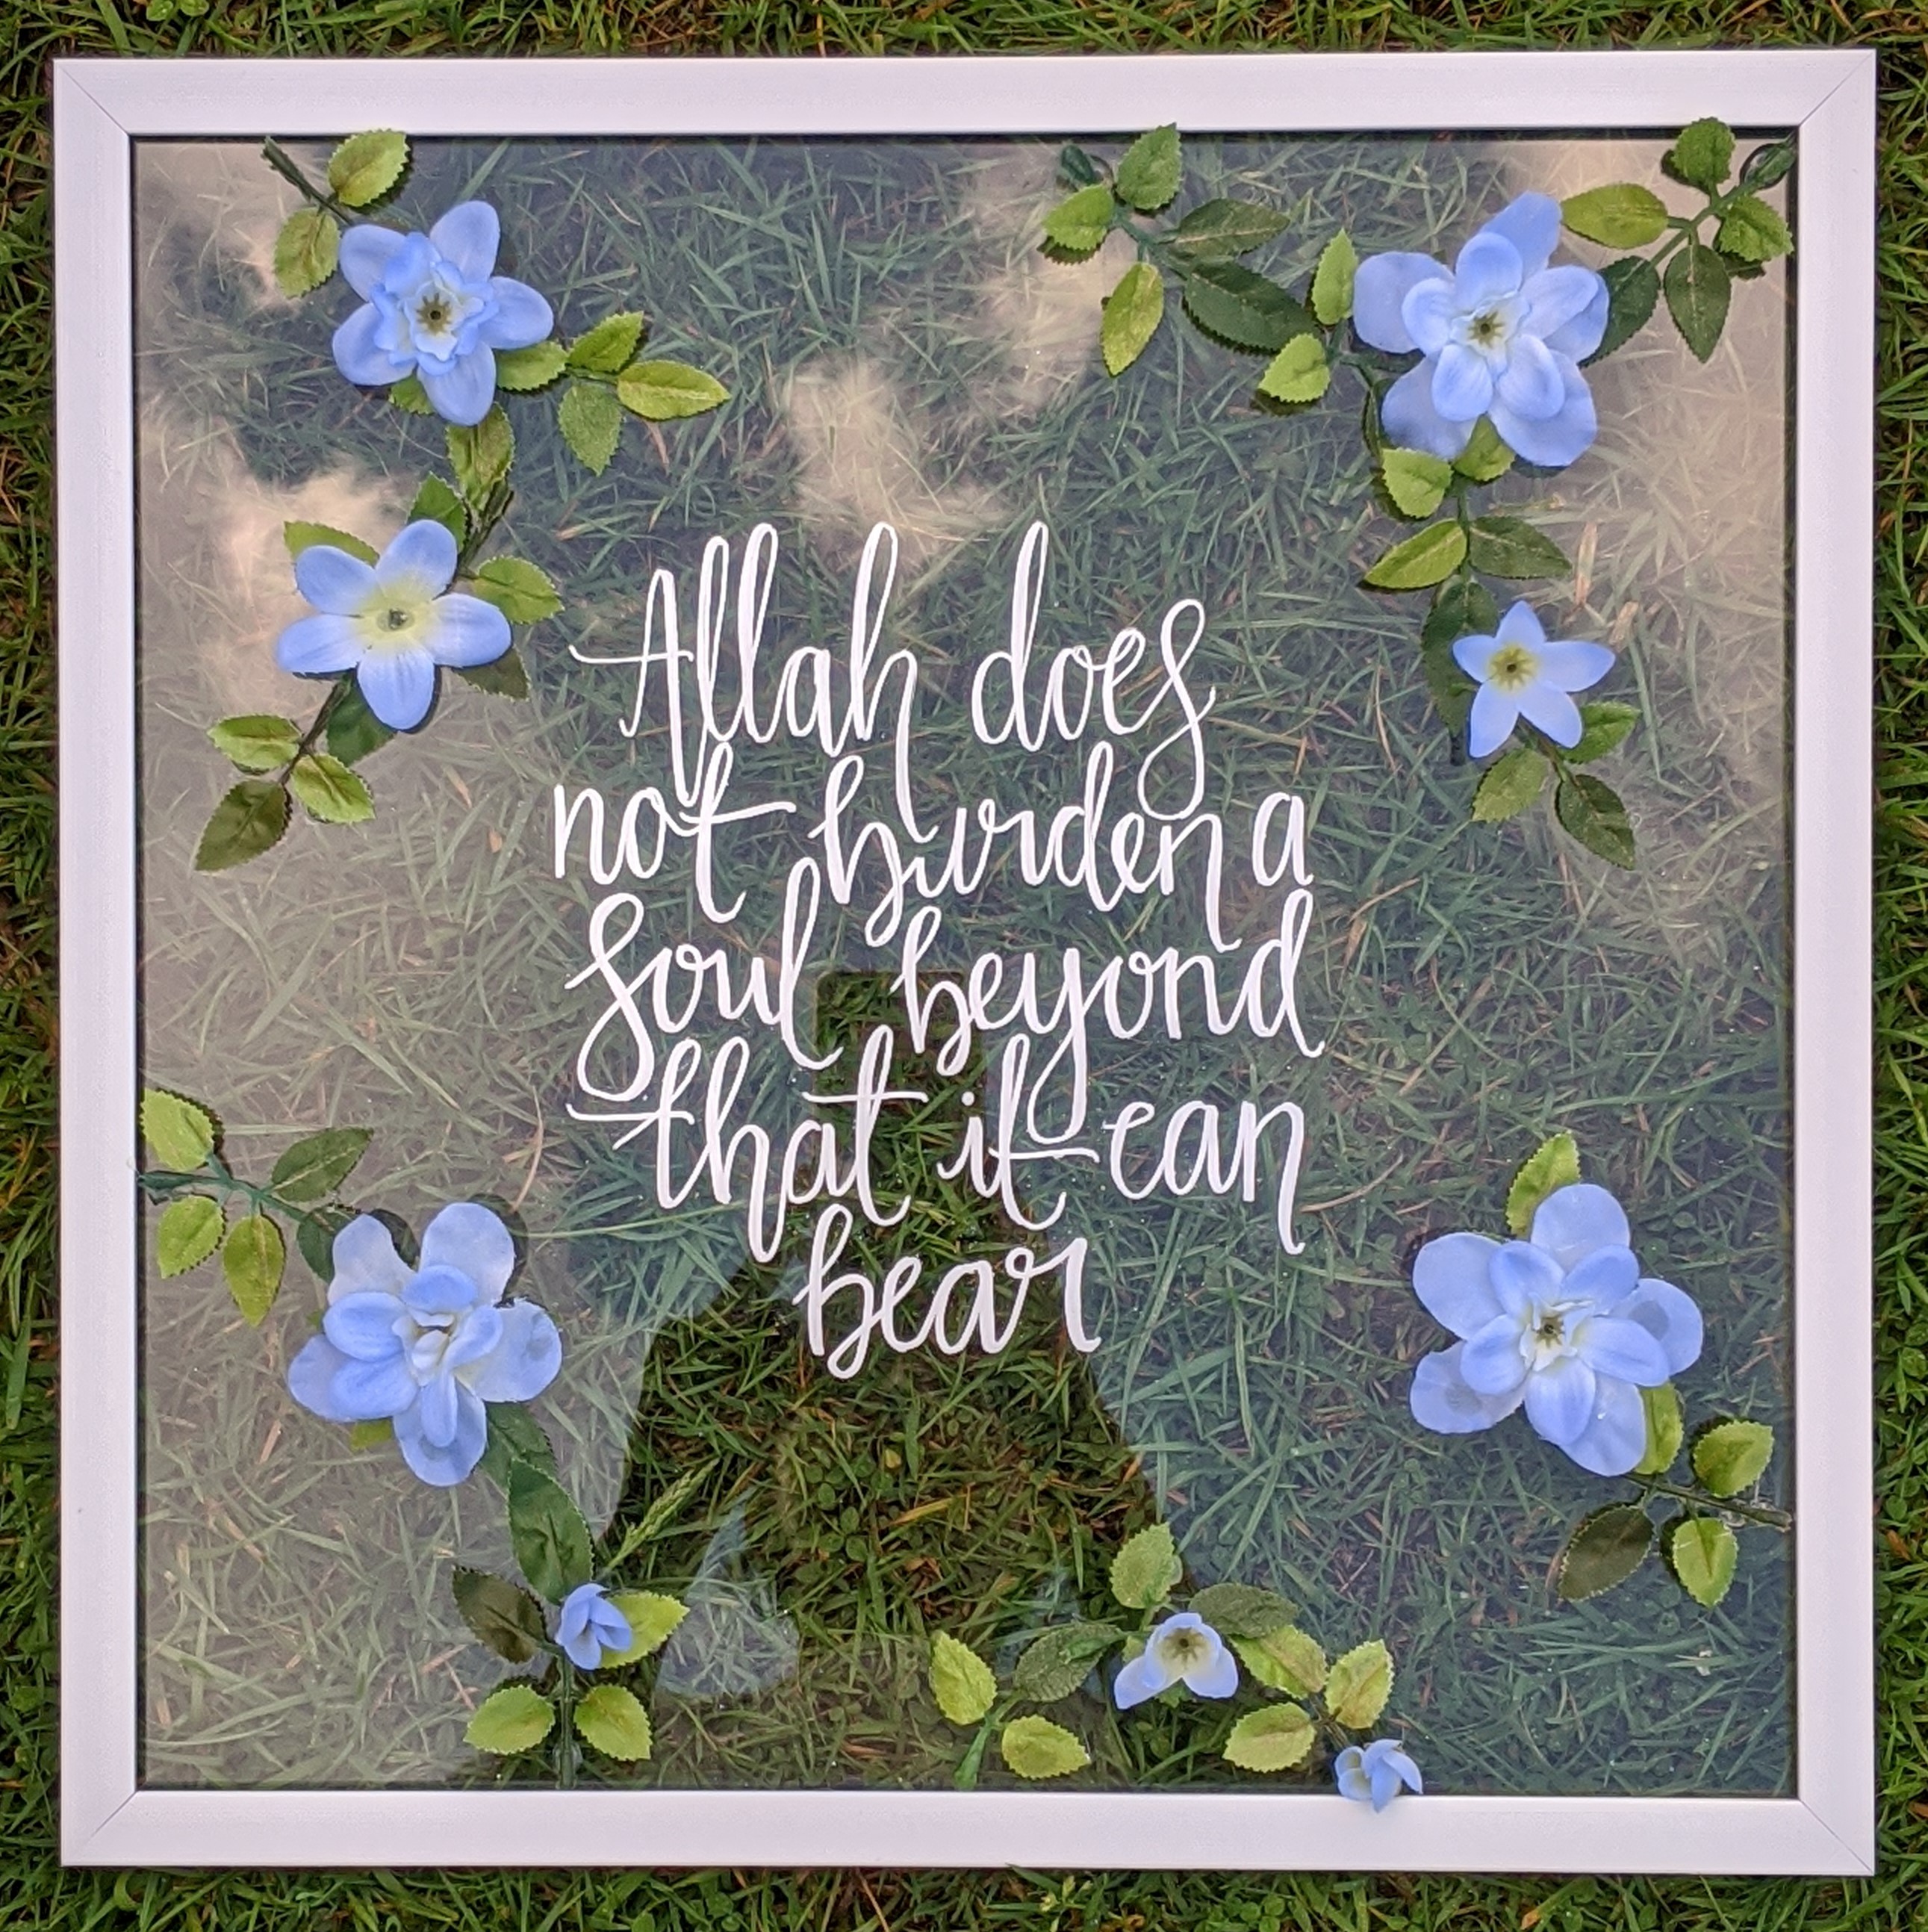 Allah does
not burden a
soul beyond
that it can
bear